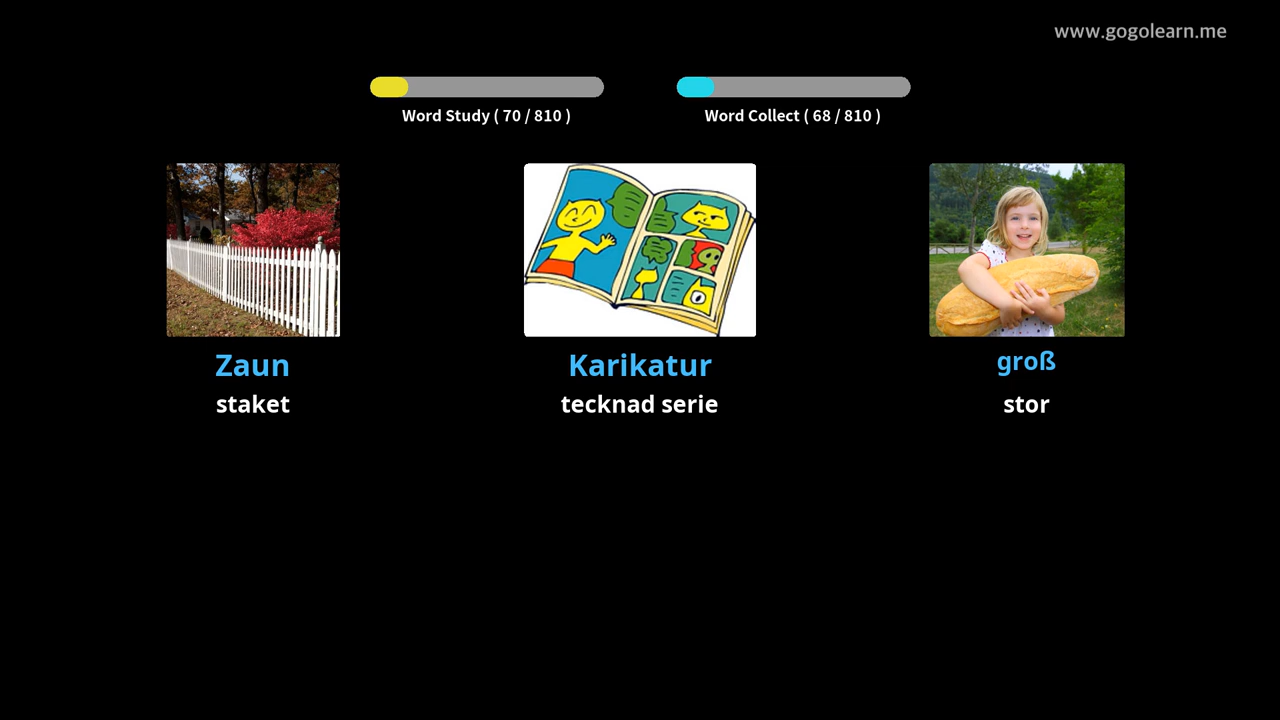 www.gogolearn.me
Word Study ( 70 / 810 )
Word Collect ( 68 / 810 )
Zaun
staket
Karikatur
tecknad serie
groß
stor